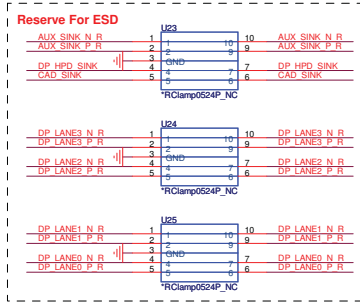 Reserve For ESD
U23
AUX_SINK_N_R 1 1 10 10 AUX_SINK_N_R
AUX_SINK_P_R 2 2 9 9 AUX_SINK_P_R
3 3 GND
DP_HPD_SINK 4 4 7 7 DP_HPD_SINK
CAD_SINK 5 5 6 6 CAD_SINK
*RClamp0524P_NC
U24
DP_LANE3_N_R 1 1 10 10 DP_LANE3_N_R
DP_LANE3_P_R 2 2 9 9 DP_LANE3_P_R
3 3 GND
DP_LANE2_N_R 4 4 7 7 DP_LANE2_N_R
DP_LANE2_P_R 5 5 6 6 DP_LANE2_P_R
*RClamp0524P_NC
U25
DP_LANE1_N_R 1 1 10 10 DP_LANE1_N_R
DP_LANE1_P_R 2 2 9 9 DP_LANE1_P_R
3 3 GND
DP_LANE0_N_R 4 4 7 7 DP_LANE0_N_R
DP_LANE0_P_R 5 5 6 6 DP_LANE0_P_R
*RClamp0524P_NC